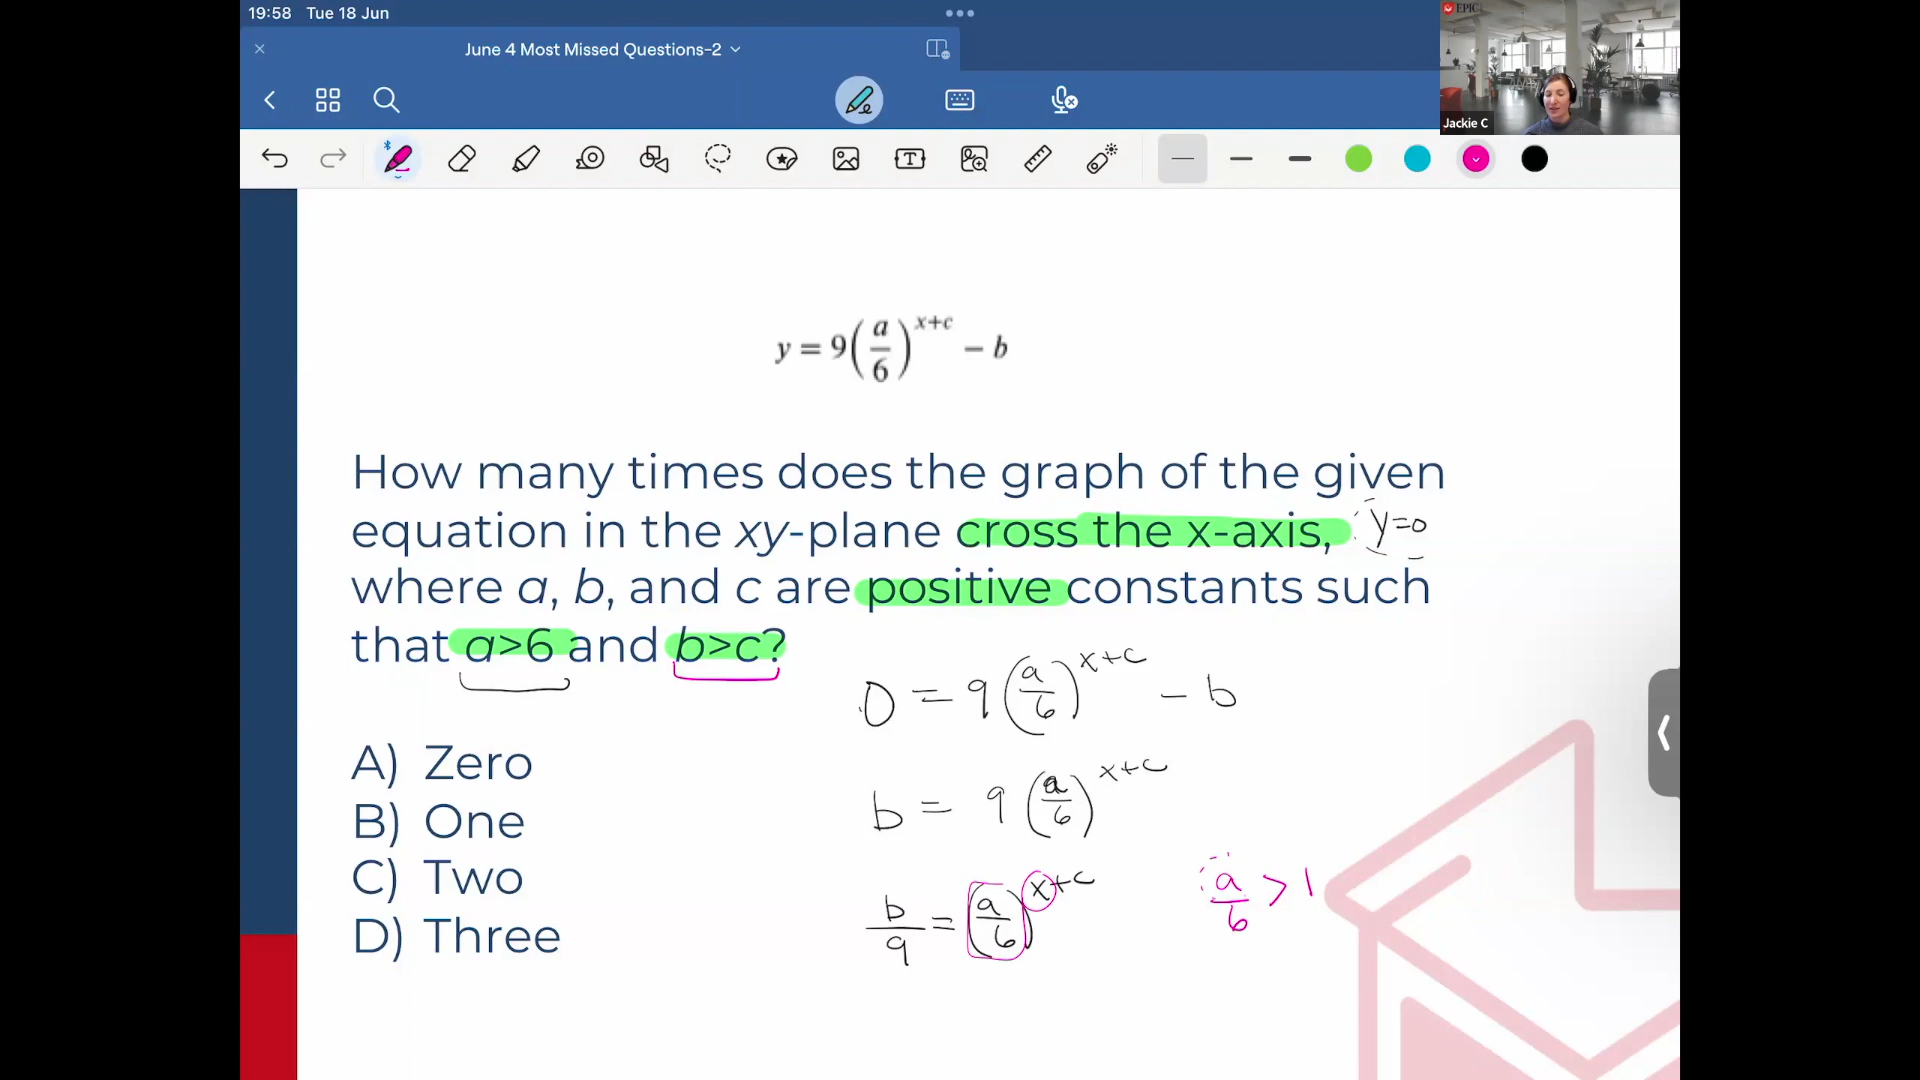 19:58 Tue 18 Jun
June 4 Most Missed Questions-2
EPIC
Jackie C
y = 9(a/6)^{x+c} − b
How many times does the graph of the given
equation in the xy-plane cross the x-axis, y=0
where a, b, and c are positive constants such
that a>6 and b>c?
0 = 9(a/6)^{x+c} − b
A) Zero
b = 9(a/6)^{x+c}
B) One
C) Two
b/9 = (a/6)^{x+c}
a/6 > 1
D) Three